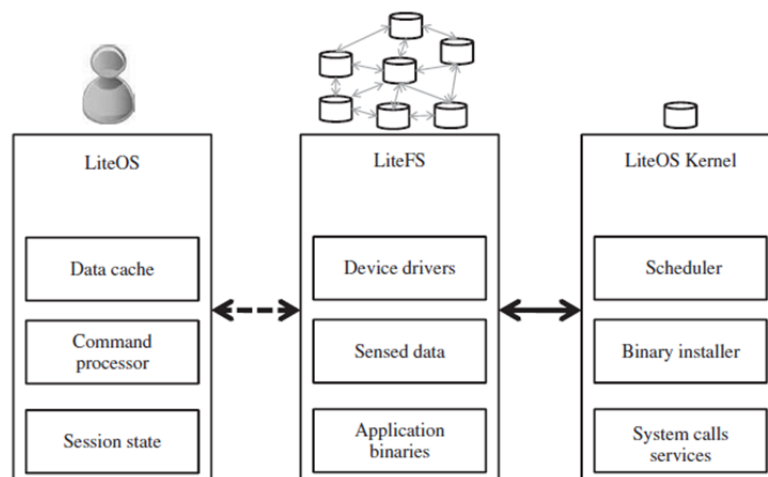 LiteOS
Data cache
Command
processor
Session state
LiteFS
Device drivers
Sensed data
Application
binaries
LiteOS Kernel
Scheduler
Binary installer
System calls
services